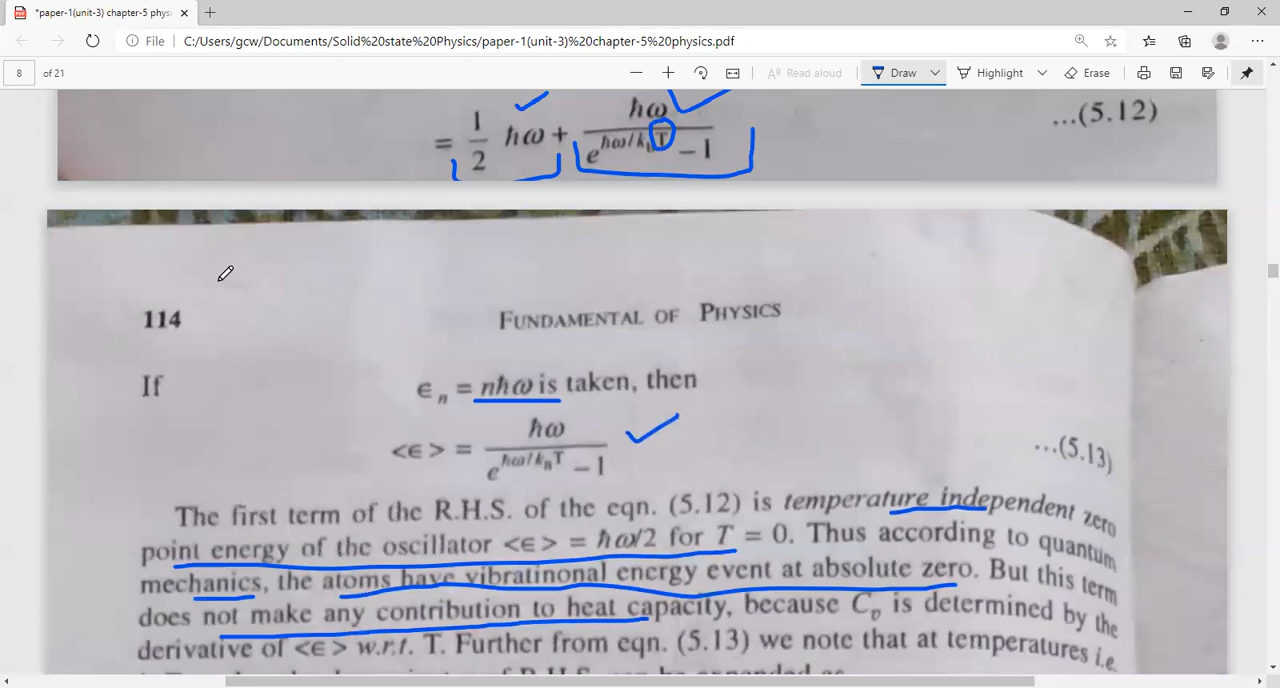 *paper-1(unit-3) chapter-5 phys
File C:/Users/gcw/Documents/Solid%20state%20Physics/paper-1(unit-3)%20chapter-5%20physics.pdf
8 of 21 Read aloud Draw Highlight Erase
= 1/2 ħω + ħω / e^ħω/k_BT − 1 ...(5.12)
114 FUNDAMENTAL OF PHYSICS
If ϵn = nħω is taken, then
<ϵ> = ħω / e^ħω/k_BT − 1 ...(5.13)
The first term of the R.H.S. of the eqn. (5.12) is temperature independent zero
point energy of the oscillator <ϵ> = ħω/2 for T = 0. Thus according to quantum
mechanics, the atoms have vibratinonal energy event at absolute zero. But this term
does not make any contribution to heat capacity, because Cv is determined by the
derivative of <ϵ> w.r.t. T. Further from eqn. (5.13) we note that at temperatures i.e.